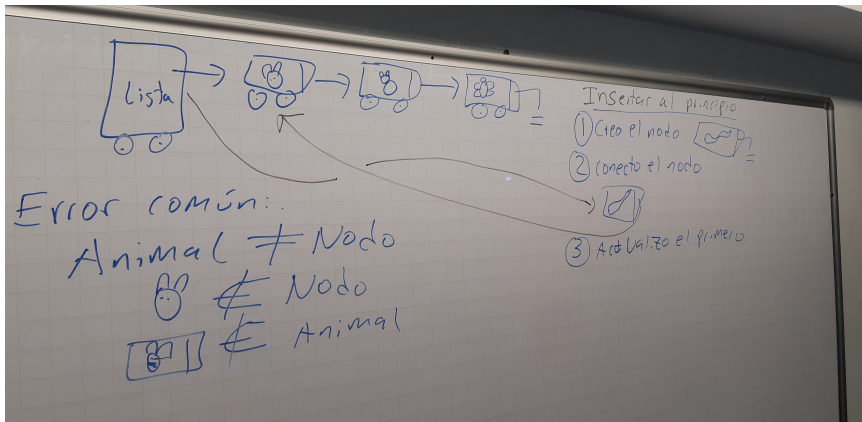 Lista
Insertar al principio
① Creo el nodo
② conecto el nodo
③ Actualizo el primero
Error común:
Animal ≠ Nodo
∉ Nodo
∉ Animal